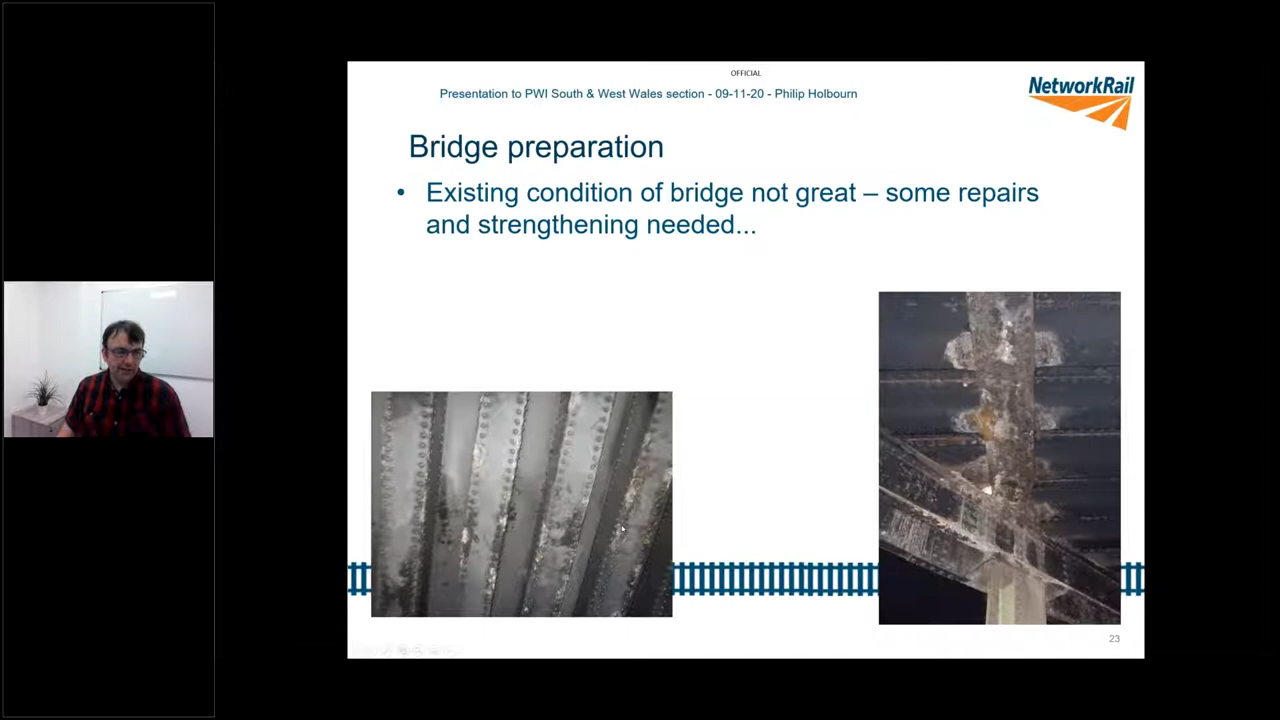 OFFICIAL
Presentation to PWI South & West Wales section - 09-11-20 - Philip Holbourn
NetworkRail
Bridge preparation
• Existing condition of bridge not great – some repairs
and strengthening needed...
23